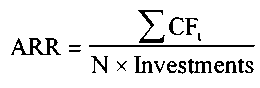 ARR = ∑CFₜ / N × Investments